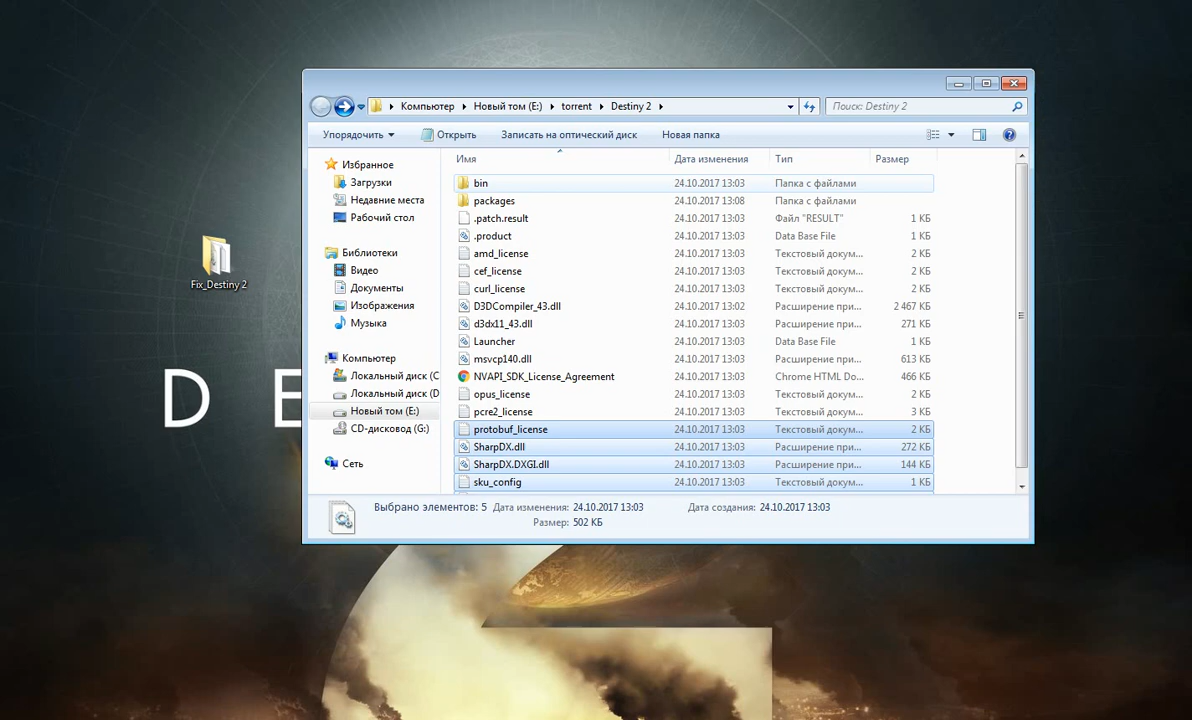 Компьютер Новый том (E:) torrent Destiny 2
Поиск: Destiny 2
Упорядочить Открыть Записать на оптический диск Новая папка
Избранное
Загрузки
Недавние места
Рабочий стол
Библиотеки
Видео
Документы
Изображения
Музыка
Компьютер
Локальный диск (C
Локальный диск (D
Новый том (E:)
CD-дисковод (G:)
Сеть
Имя Дата изменения Тип Размер
bin 24.10.2017 13:03 Папка с файлами
packages 24.10.2017 13:08 Папка с файлами
.patch.result 24.10.2017 13:03 Файл "RESULT" 1 КБ
.product 24.10.2017 13:03 Data Base File 1 КБ
amd_license 24.10.2017 13:03 Текстовый докум... 2 КБ
cef_license 24.10.2017 13:03 Текстовый докум... 2 КБ
curl_license 24.10.2017 13:03 Текстовый докум... 2 КБ
D3DCompiler_43.dll 24.10.2017 13:02 Расширение при... 2 467 КБ
d3dx11_43.dll 24.10.2017 13:03 Расширение при... 271 КБ
Launcher 24.10.2017 13:03 Data Base File 1 КБ
msvcp140.dll 24.10.2017 13:03 Расширение при... 613 КБ
NVAPI_SDK_License_Agreement 24.10.2017 13:03 Chrome HTML Do... 466 КБ
opus_license 24.10.2017 13:03 Текстовый докум... 2 КБ
pcre2_license 24.10.2017 13:03 Текстовый докум... 3 КБ
protobuf_license 24.10.2017 13:03 Текстовый докум... 2 КБ
SharpDX.dll 24.10.2017 13:03 Расширение при... 272 КБ
SharpDX.DXGI.dll 24.10.2017 13:03 Расширение при... 144 КБ
sku_config 24.10.2017 13:03 Текстовый докум... 1 КБ
Выбрано элементов: 5 Дата изменения: 24.10.2017 13:03 Дата создания: 24.10.2017 13:03
Размер: 502 КБ
Fix_Destiny 2
D E